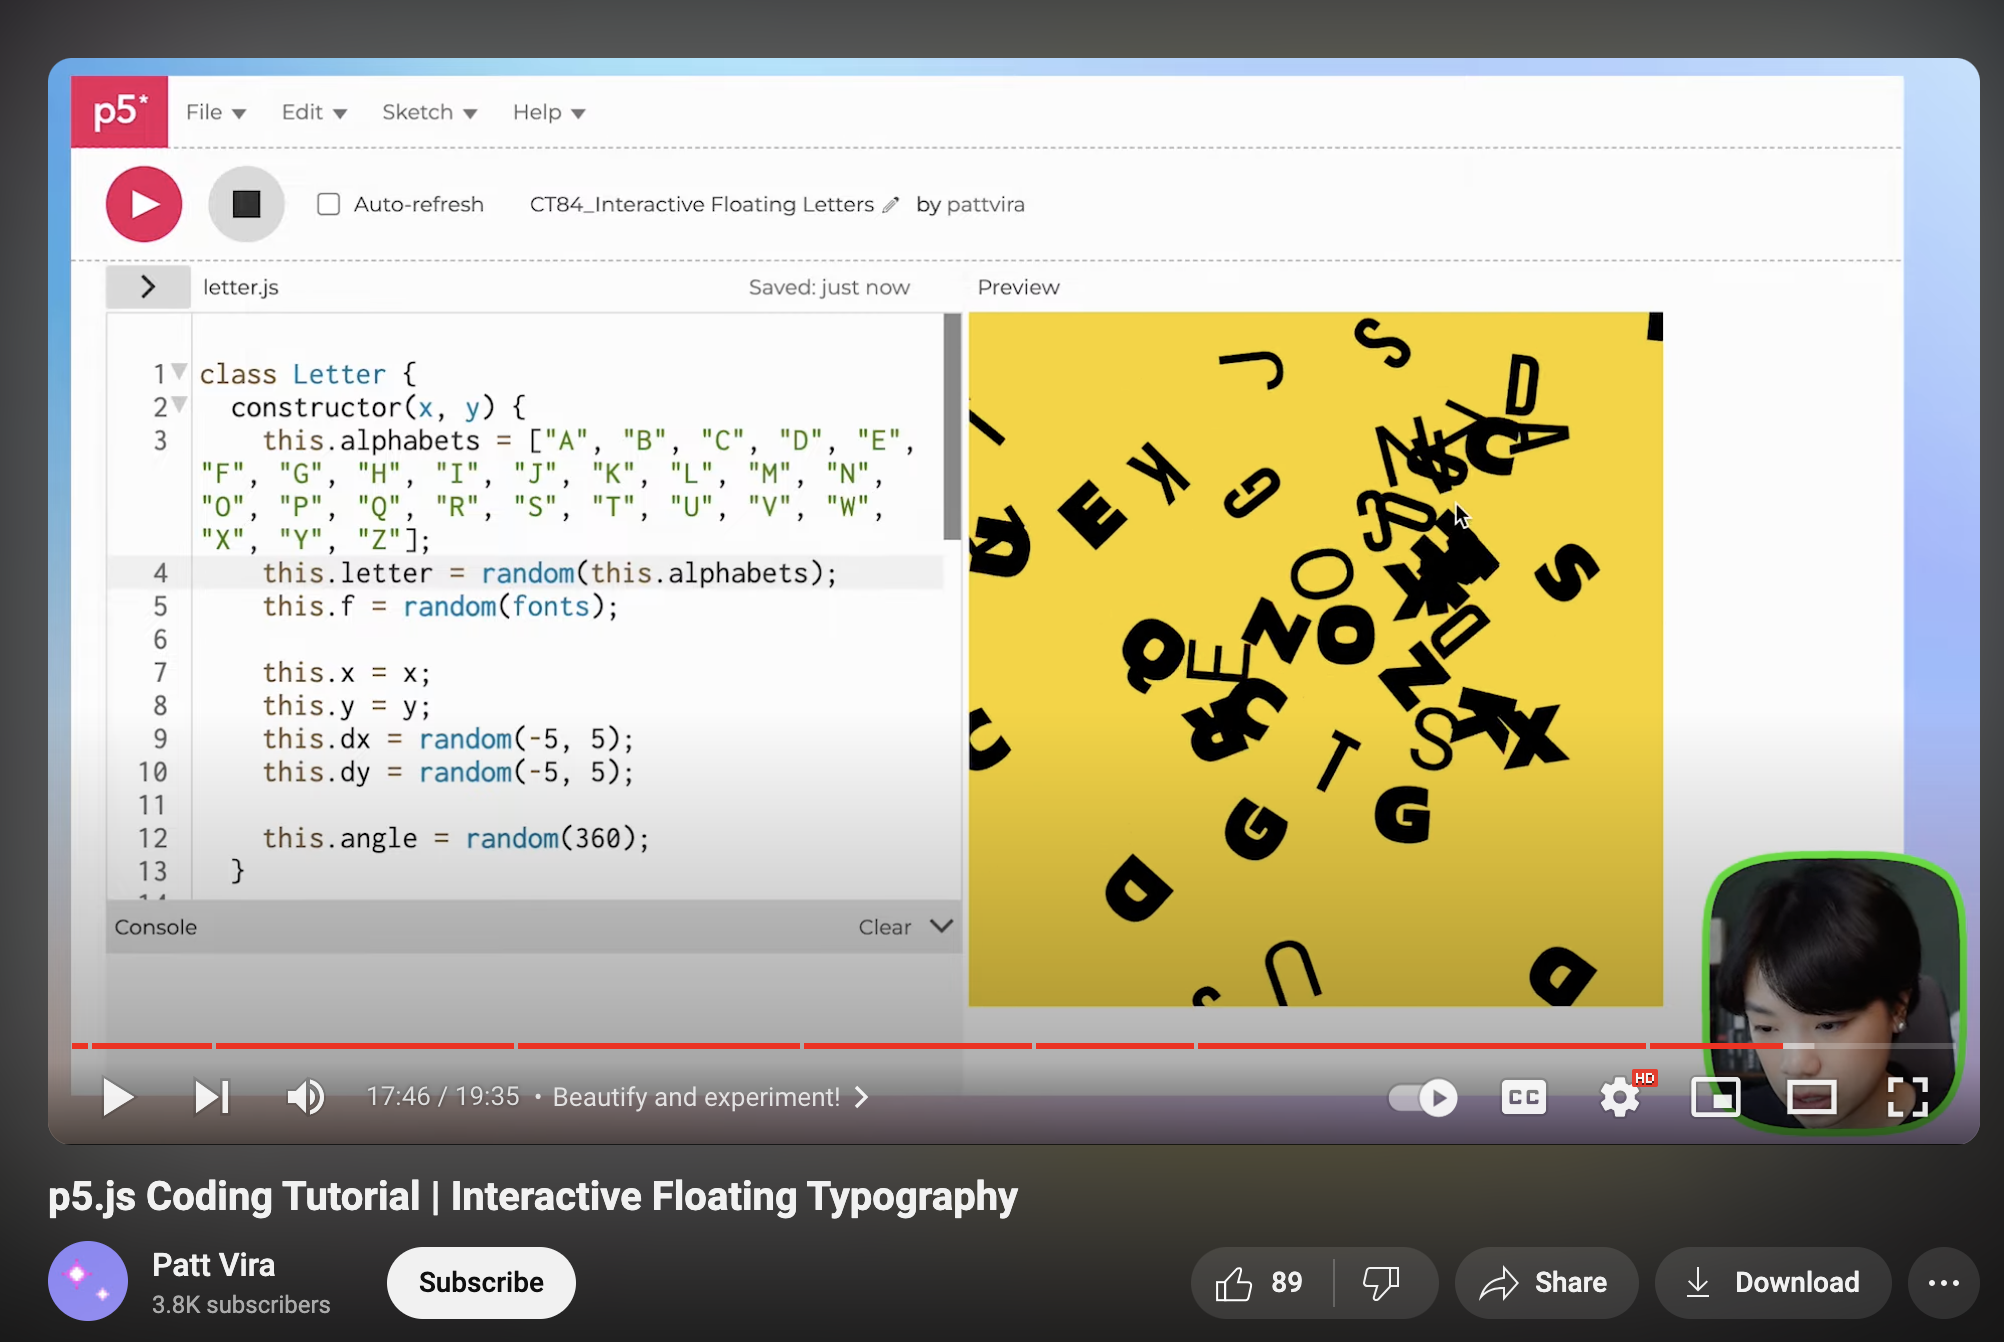 p5*
File
Edit
Sketch
Help
Auto-refresh
CT84_Interactive Floating Letters
by pattvira
letter.js
Saved: just now
Preview
1
class Letter {
2
constructor(x, y) {
3
this.alphabets = ["A", "B", "C", "D", "E",
"F", "G", "H", "I", "J", "K", "L", "M", "N",
"O", "P", "Q", "R", "S", "T", "U", "V", "W",
"X", "Y", "Z"];
4
this.letter = random(this.alphabets);
5
this.f = random(fonts);
6
7
this.x = x;
8
this.y = y;
9
this.dx = random(-5, 5);
10
this.dy = random(-5, 5);
11
12
this.angle = random(360);
13
}
Console
Clear
J
S
D
K
G
E
A
C
S
O
N
O
Q
E
D
N
C
R
S
X
T
G
G
D
U
D
17:46 / 19:35 • Beautify and experiment!
CC
HD
p5.js Coding Tutorial | Interactive Floating Typography
Patt Vira
3.8K subscribers
Subscribe
89
Share
Download